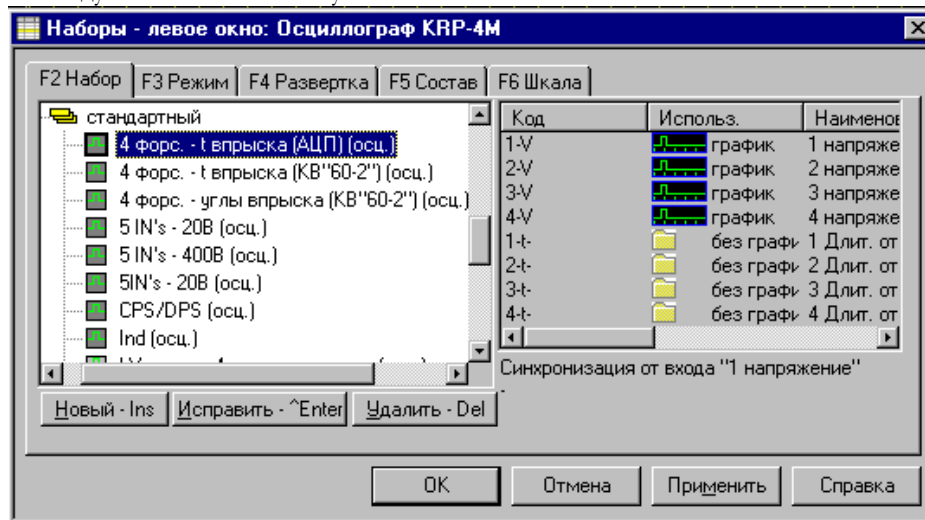 Наборы - левое окно: Осциллограф KRP-4M
F2 Набор F3 Режим F4 Развертка F5 Состав F6 Шкала
стандартный
4 форс. - t впрыска (АЦП) (осц.)
4 форс. - t впрыска (КВ"60-2") (осц.)
4 форс. - углы впрыска (КВ"60-2") (осц.)
5 IN's - 20В (осц.)
5 IN's - 400В (осц.)
5IN's - 20В (осц.)
CPS/DPS (осц.)
Ind (осц.)
Код Использ. Наименов
1-V график 1 напряже
2-V график 2 напряже
3-V график 3 напряже
4-V график 4 напряже
1-t- без графи 1 Длит. от
2-t- без графи 2 Длит. от
3-t- без графи 3 Длит. от
4-t- без графи 4 Длит. от
Синхронизация от входа "1 напряжение"
-
Новый - Ins Исправить - ^Enter Удалить - Del
OK Отмена Применить Справка